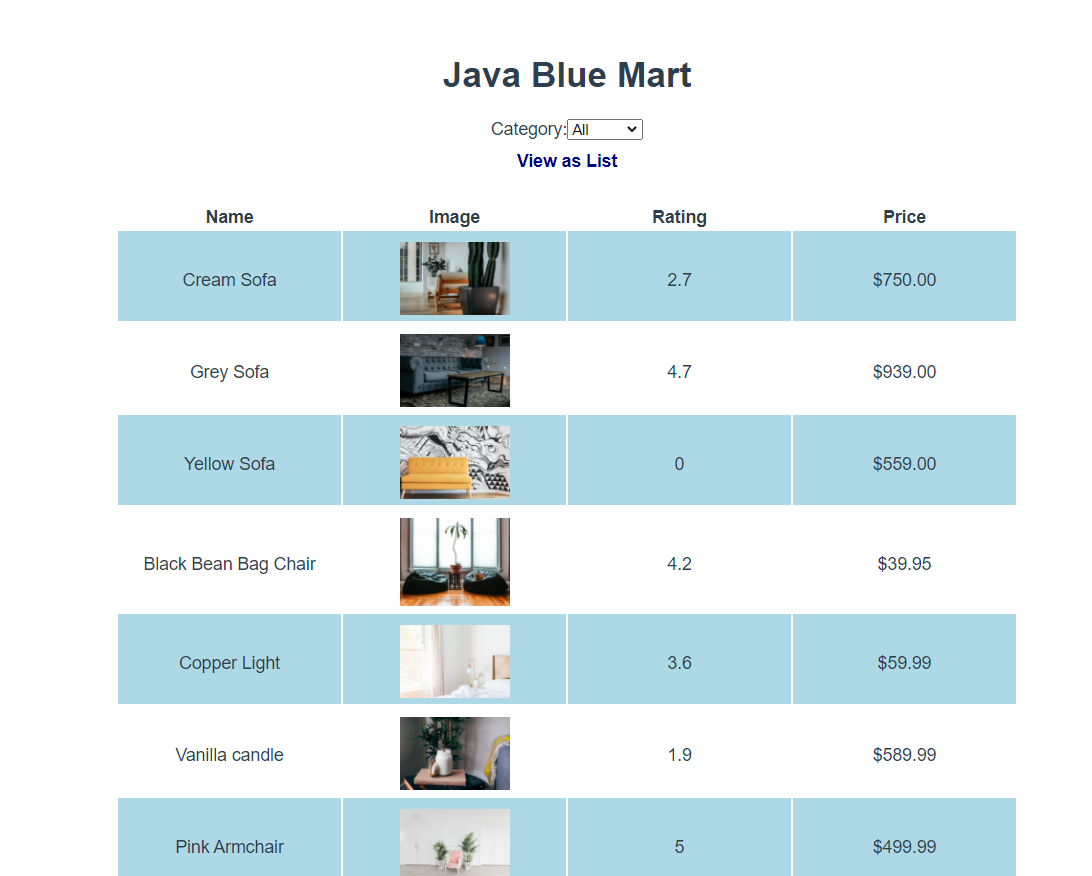 Java Blue Mart
Category: All
View as List
Name Image Rating Price
Cream Sofa 2.7 $750.00
Grey Sofa 4.7 $939.00
Yellow Sofa 0 $559.00
Black Bean Bag Chair 4.2 $39.95
Copper Light 3.6 $59.99
Vanilla candle 1.9 $589.99
Pink Armchair 5 $499.99